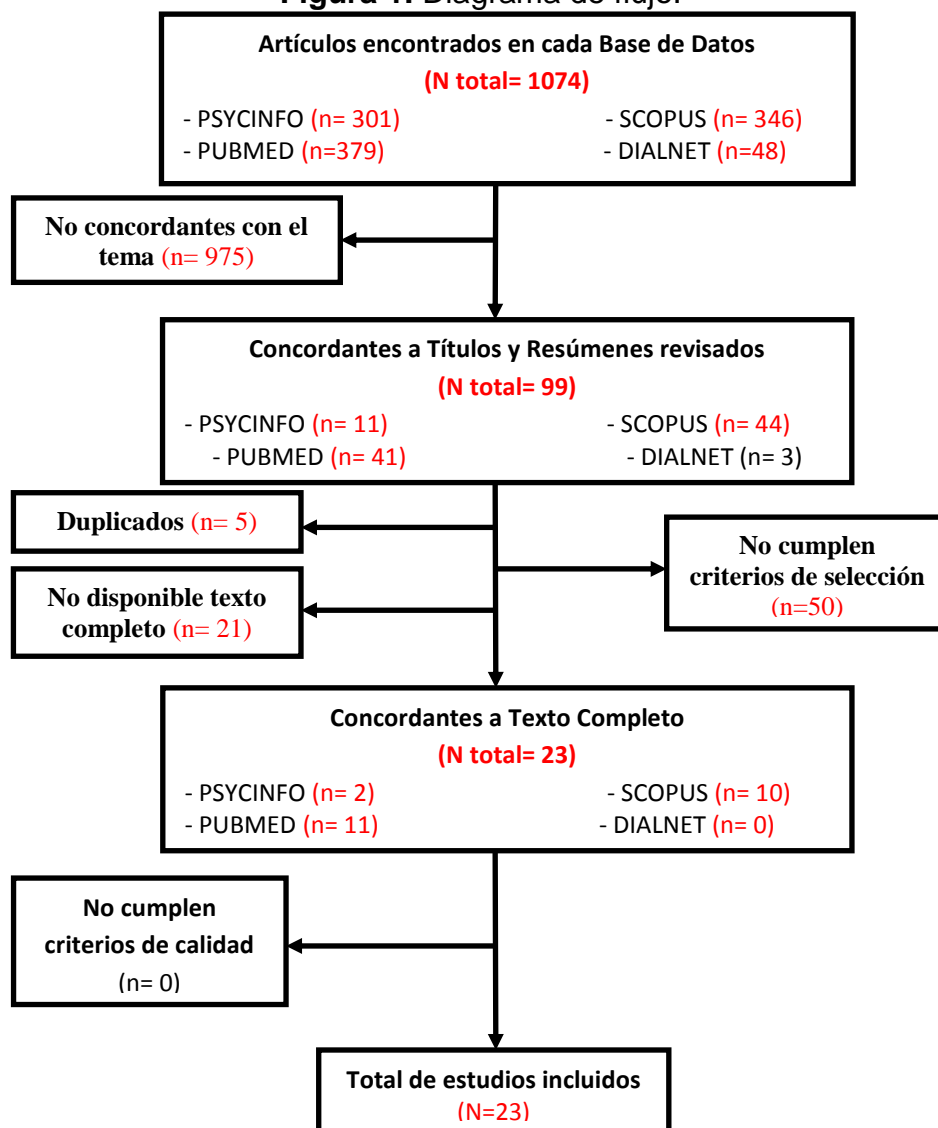 Figura 1. Diagrama de flujo.
Artículos encontrados en cada Base de Datos
(N total= 1074)
- PSYCINFO (n= 301) - SCOPUS (n= 346)
- PUBMED (n=379) - DIALNET (n=48)
No concordantes con el
tema (n= 975)
Concordantes a Títulos y Resúmenes revisados
(N total= 99)
- PSYCINFO (n= 11) - SCOPUS (n= 44)
- PUBMED (n= 41) - DIALNET (n= 3)
Duplicados (n= 5)
No cumplen
criterios de selección
(n=50)
No disponible texto
completo (n= 21)
Concordantes a Texto Completo
(N total= 23)
- PSYCINFO (n= 2) - SCOPUS (n= 10)
- PUBMED (n= 11) - DIALNET (n= 0)
No cumplen
criterios de calidad
(n= 0)
Total de estudios incluidos
(N=23)